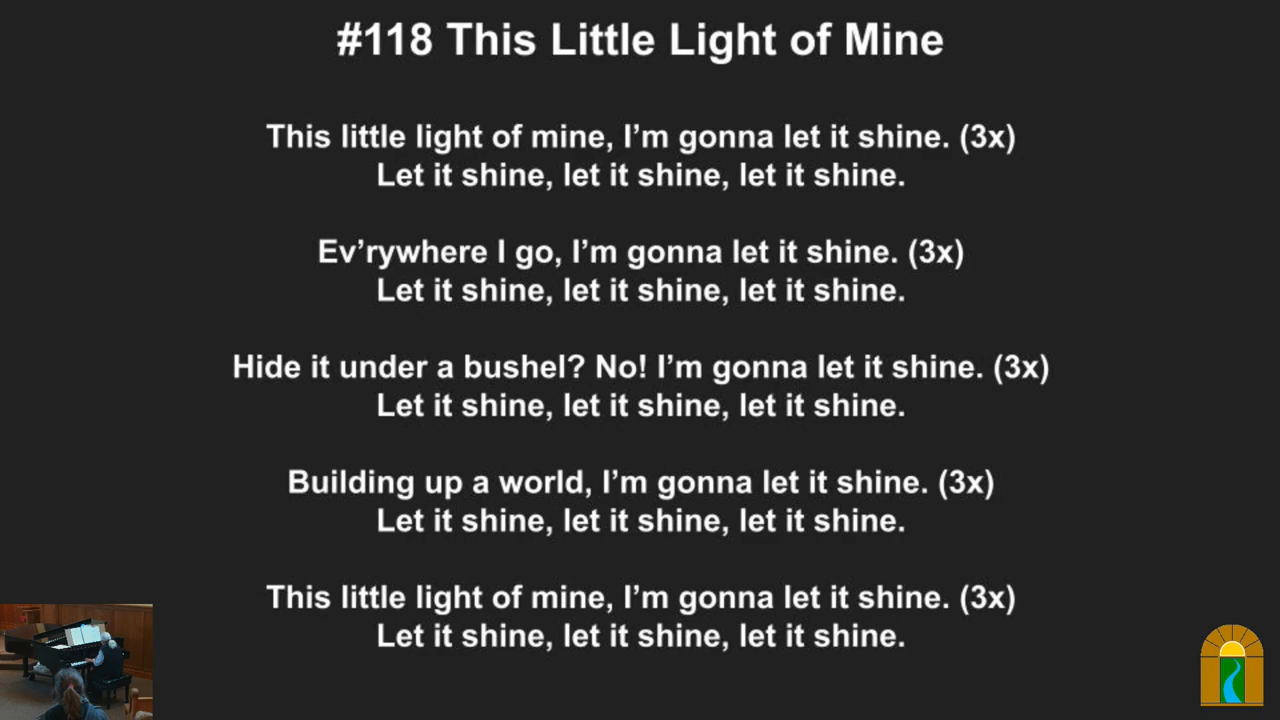 #118 This Little Light of Mine
This little light of mine, I’m gonna let it shine. (3x)
Let it shine, let it shine, let it shine.
Ev’rywhere I go, I’m gonna let it shine. (3x)
Let it shine, let it shine, let it shine.
Hide it under a bushel? No! I’m gonna let it shine. (3x)
Let it shine, let it shine, let it shine.
Building up a world, I’m gonna let it shine. (3x)
Let it shine, let it shine, let it shine.
This little light of mine, I’m gonna let it shine. (3x)
Let it shine, let it shine, let it shine.